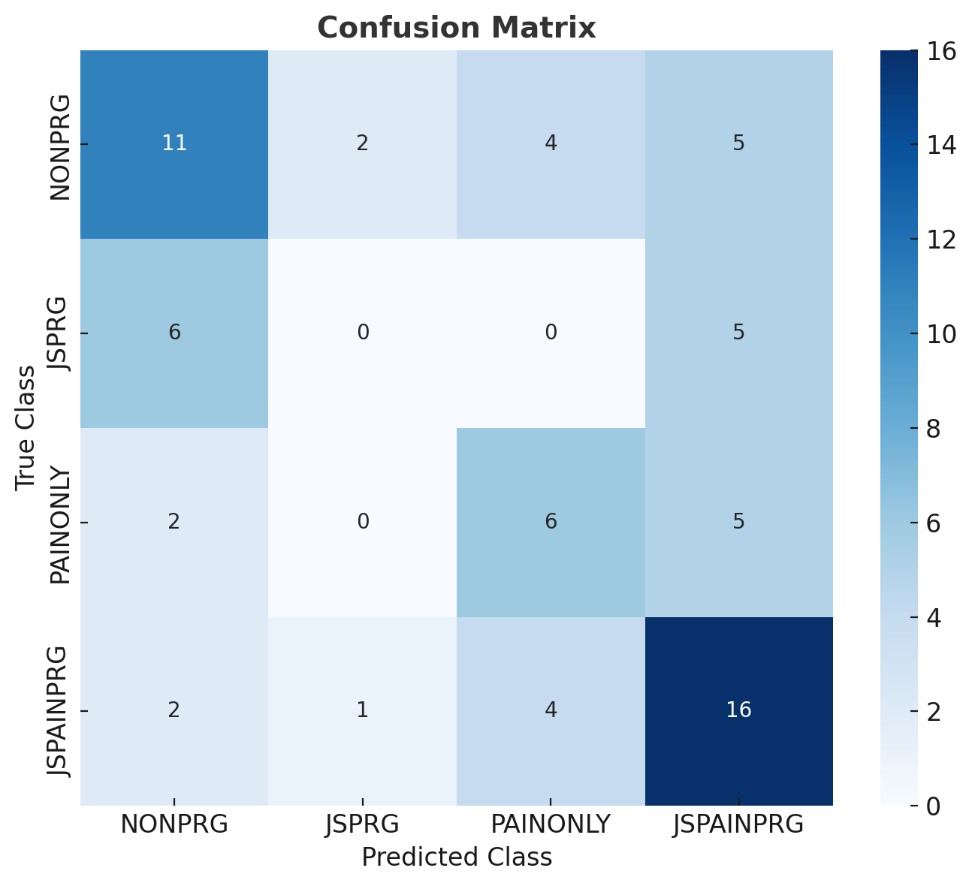 Confusion Matrix
NONPRG
11 2 4 5
JSPRG
6 0 0 5
PAINONLY
2 0 6 5
JSPAINPRG
2 1 4 16
True Class
NONPRG JSPRG PAINONLY JSPAINPRG
Predicted Class
16
14
12
10
8
6
4
2
0